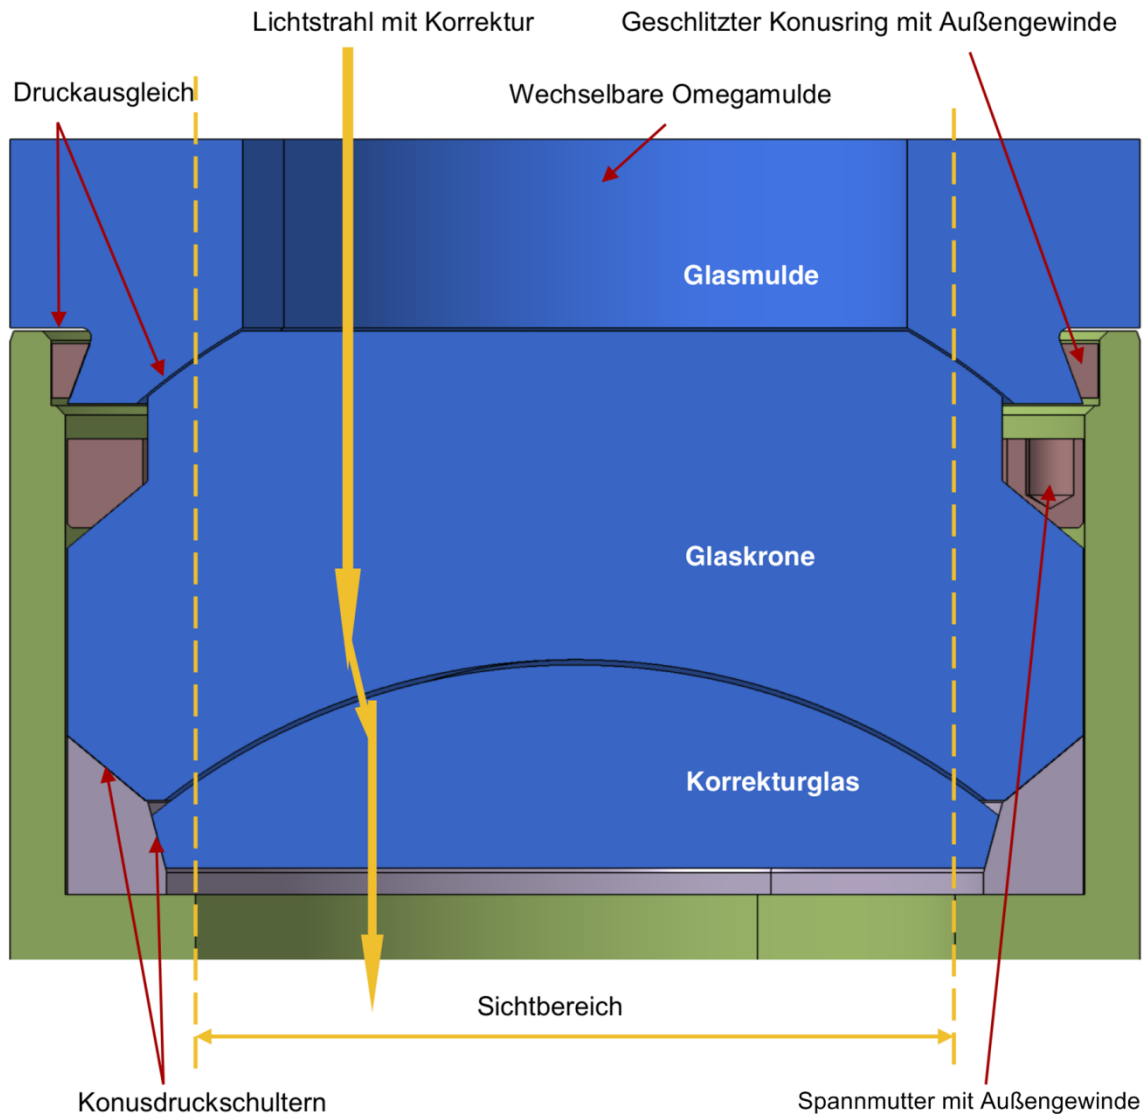 Lichtstrahl mit Korrektur
Geschlitzter Konusring mit Außengewinde
Druckausgleich
Wechselbare Omegamulde
Glasmulde
Glaskrone
Korrekturglas
Sichtbereich
Konusdruckschultern
Spannmutter mit Außengewinde